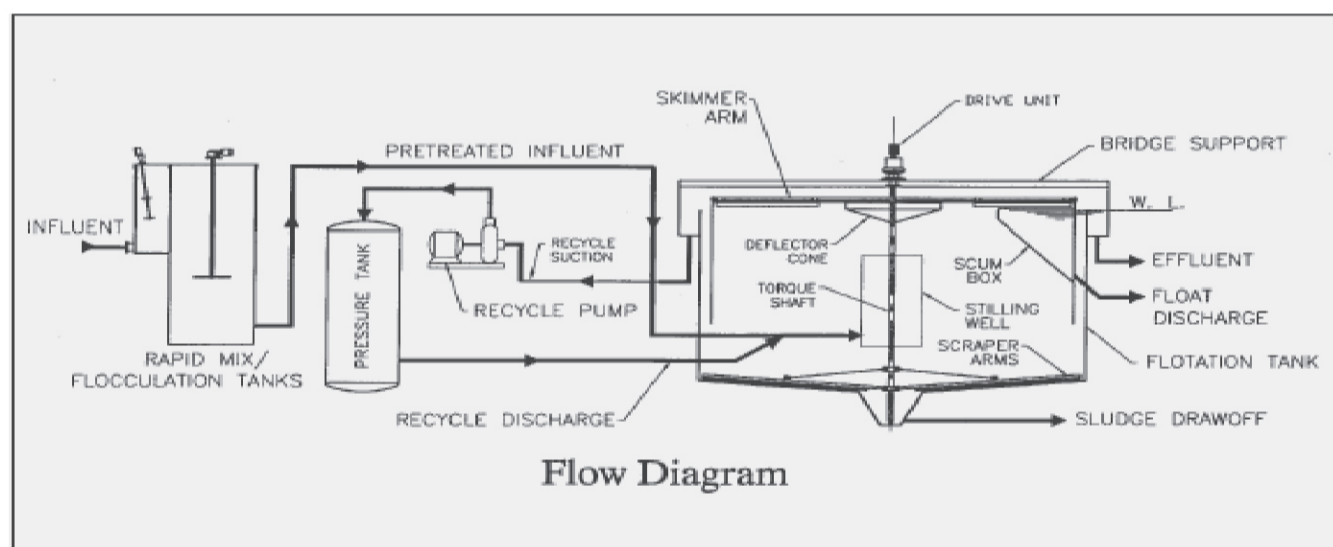 SKIMMER
ARM
DRIVE UNIT
PRETREATED INFLUENT
BRIDGE SUPPORT
W. L.
INFLUENT
PRESSURE TANK
RECYCLE
SUCTION
RECYCLE PUMP
DEFLECTOR
CONE
SCUM
BOX
EFFLUENT
TORQUE
SHAFT
STILLING
WELL
FLOAT
DISCHARGE
RAPID MIX/
FLOCCULATION TANKS
SCRAPER
ARMS
FLOTATION TANK
RECYCLE DISCHARGE
SLUDGE DRAWOFF
Flow Diagram